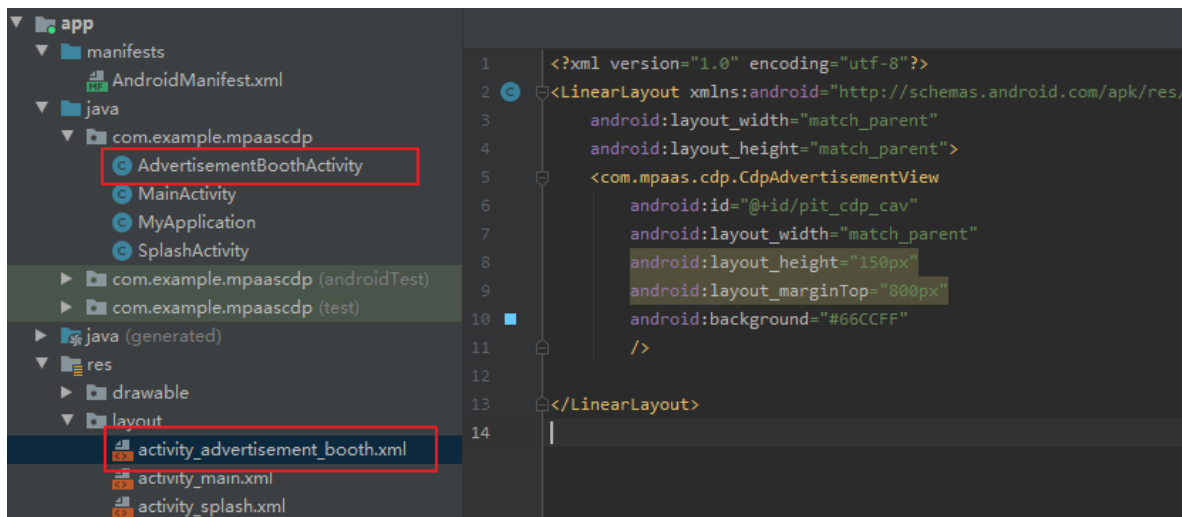 app
manifests
AndroidManifest.xml
java
com.example.mpaascdp
AdvertisementBoothActivity
MainActivity
MyApplication
SplashActivity
com.example.mpaascdp (androidTest)
com.example.mpaascdp (test)
java (generated)
res
drawable
layout
activity_advertisement_booth.xml
activity_main.xml
activity_splash.xml
1 <?xml version="1.0" encoding="utf-8"?>
2 <LinearLayout xmlns:android="http://schemas.android.com/apk/res/
3 android:layout_width="match_parent"
4 android:layout_height="match_parent">
5 <com.mpaas.cdp.CdpAdvertisementView
6 android:id="@+id/pit_cdp_cav"
7 android:layout_width="match_parent"
8 android:layout_height="150px"
9 android:layout_marginTop="800px"
10 android:background="#66CCFF"
11 />
12
13 </LinearLayout>
14